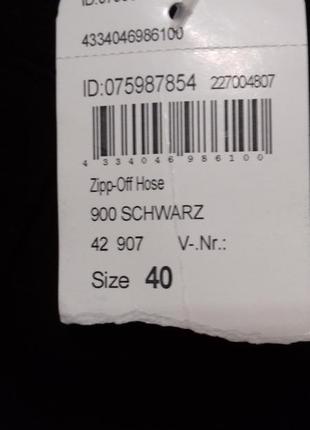 4334046986100
ID:075987854 227004807
4 334046 986100
Zipp-Off Hose
900 SCHWARZ
42 907 V-.Nr.:
Size 40